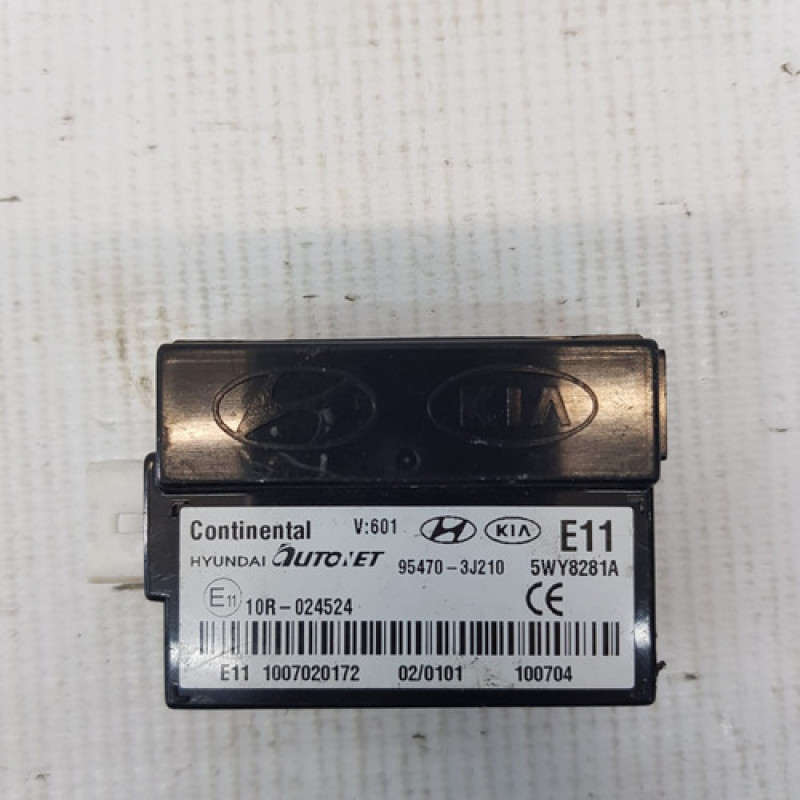 KIA
Continental V:601 KIA E11
HYUNDAI AUTONET 95470-3J210 5WY8281A
E11 10R-024524 CE
E11 1007020172 02/0101 100704